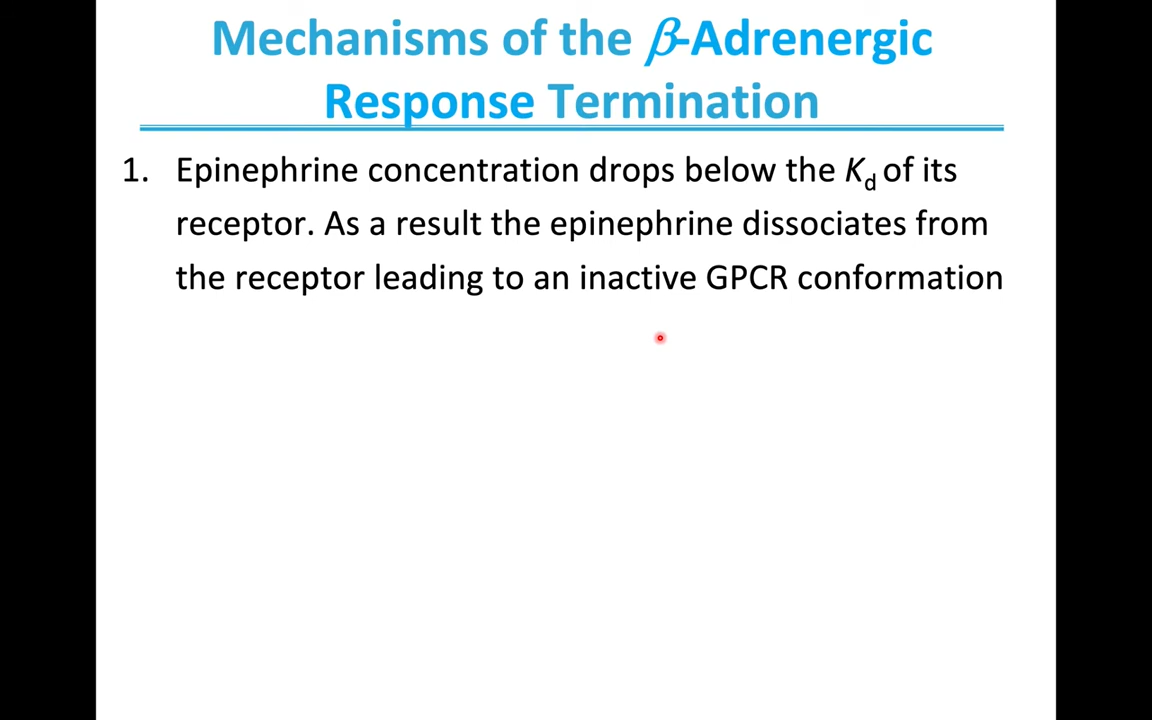 Mechanisms of the β-Adrenergic
Response Termination
1. Epinephrine concentration drops below the Kd of its
receptor. As a result the epinephrine dissociates from
the receptor leading to an inactive GPCR conformation